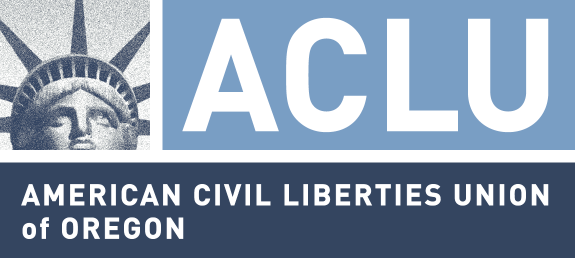 ACLU
AMERICAN CIVIL LIBERTIES UNION
of OREGON